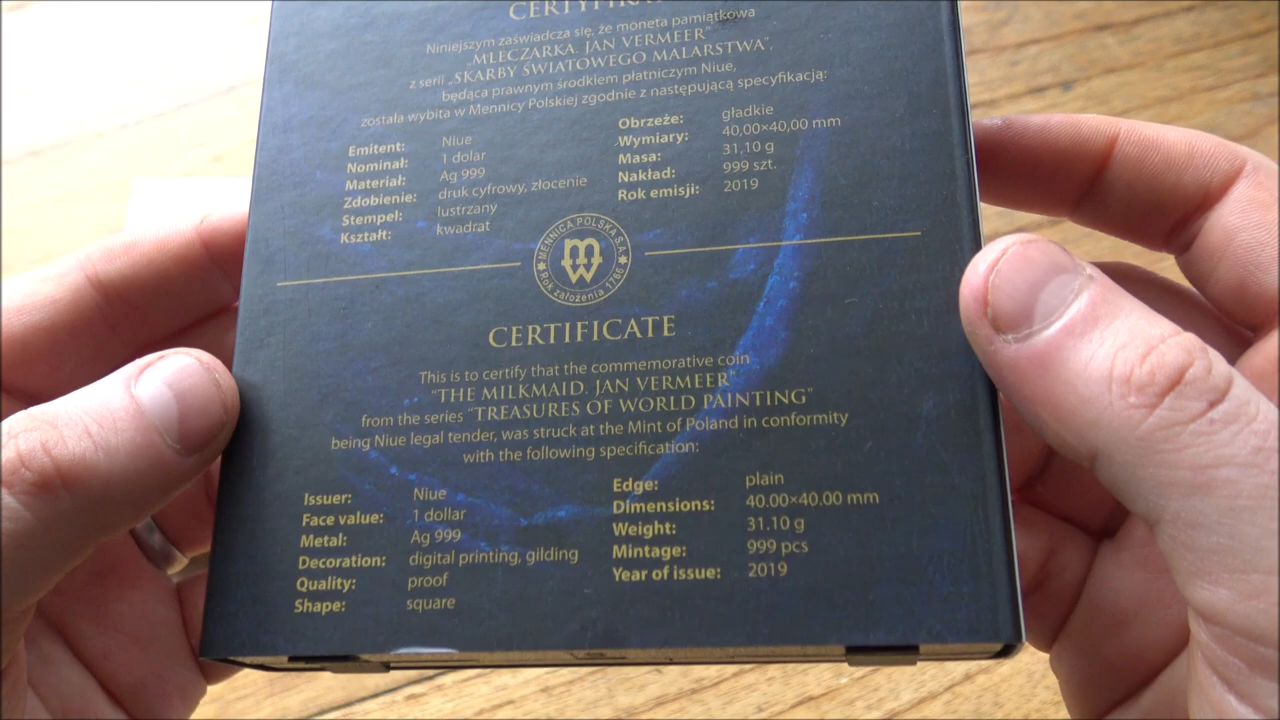 CERTYFIKAT
Niniejszym zaświadcza się, że moneta pamiątkowa
„MLECZARKA. JAN VERMEER”
z serii „SKARBY ŚWIATOWEGO MALARSTWA”,
będąca prawnym środkiem płatniczym Niue,
została wybita w Mennicy Polskiej zgodnie z następującą specyfikacją:
Emitent: Niue
Nominał: 1 dolar
Materiał: Ag 999
Zdobienie: druk cyfrowy, złocenie
Stempel: lustrzany
Kształt: kwadrat
Obrzeże: gładkie
Wymiary: 40,00×40,00 mm
Masa: 31,10 g
Nakład: 999 szt.
Rok emisji: 2019
MENNICA POLSKA S.A.
mw
Rok założenia 1766
CERTIFICATE
This is to certify that the commemorative coin
"THE MILKMAID. JAN VERMEER"
from the series "TREASURES OF WORLD PAINTING"
being Niue legal tender, was struck at the Mint of Poland in conformity
with the following specification:
Issuer: Niue
Face value: 1 dollar
Metal: Ag 999
Decoration: digital printing, gilding
Quality: proof
Shape: square
Edge: plain
Dimensions: 40.00×40.00 mm
Weight: 31.10 g
Mintage: 999 pcs
Year of issue: 2019